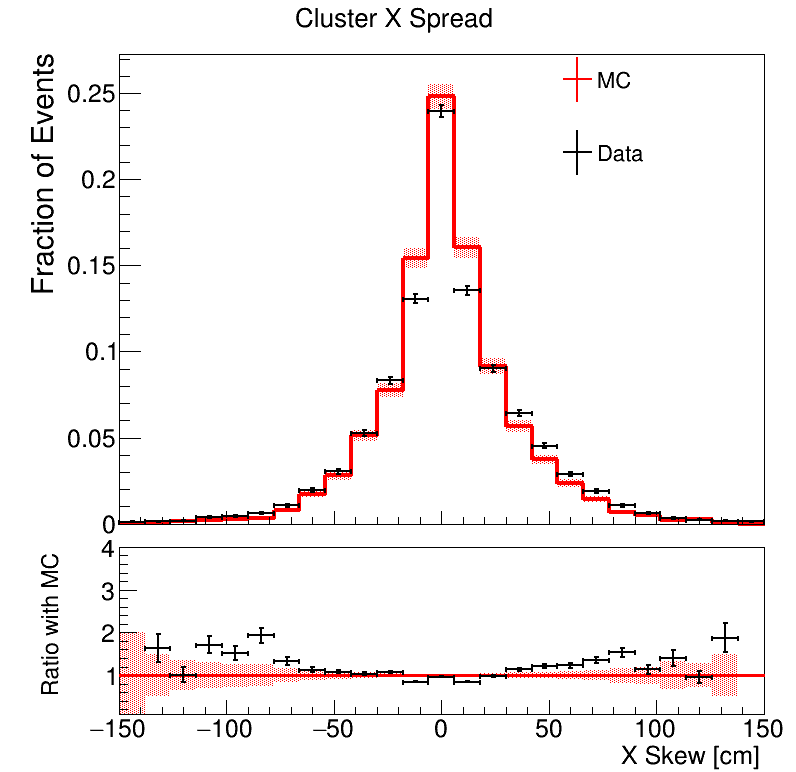 Cluster X Spread
Fraction of Events
0.25
0.2
0.15
0.1
0.05
0
MC
Data
Ratio with MC
4
3
2
1
−150 −100 −50 0 50 100 150
X Skew [cm]